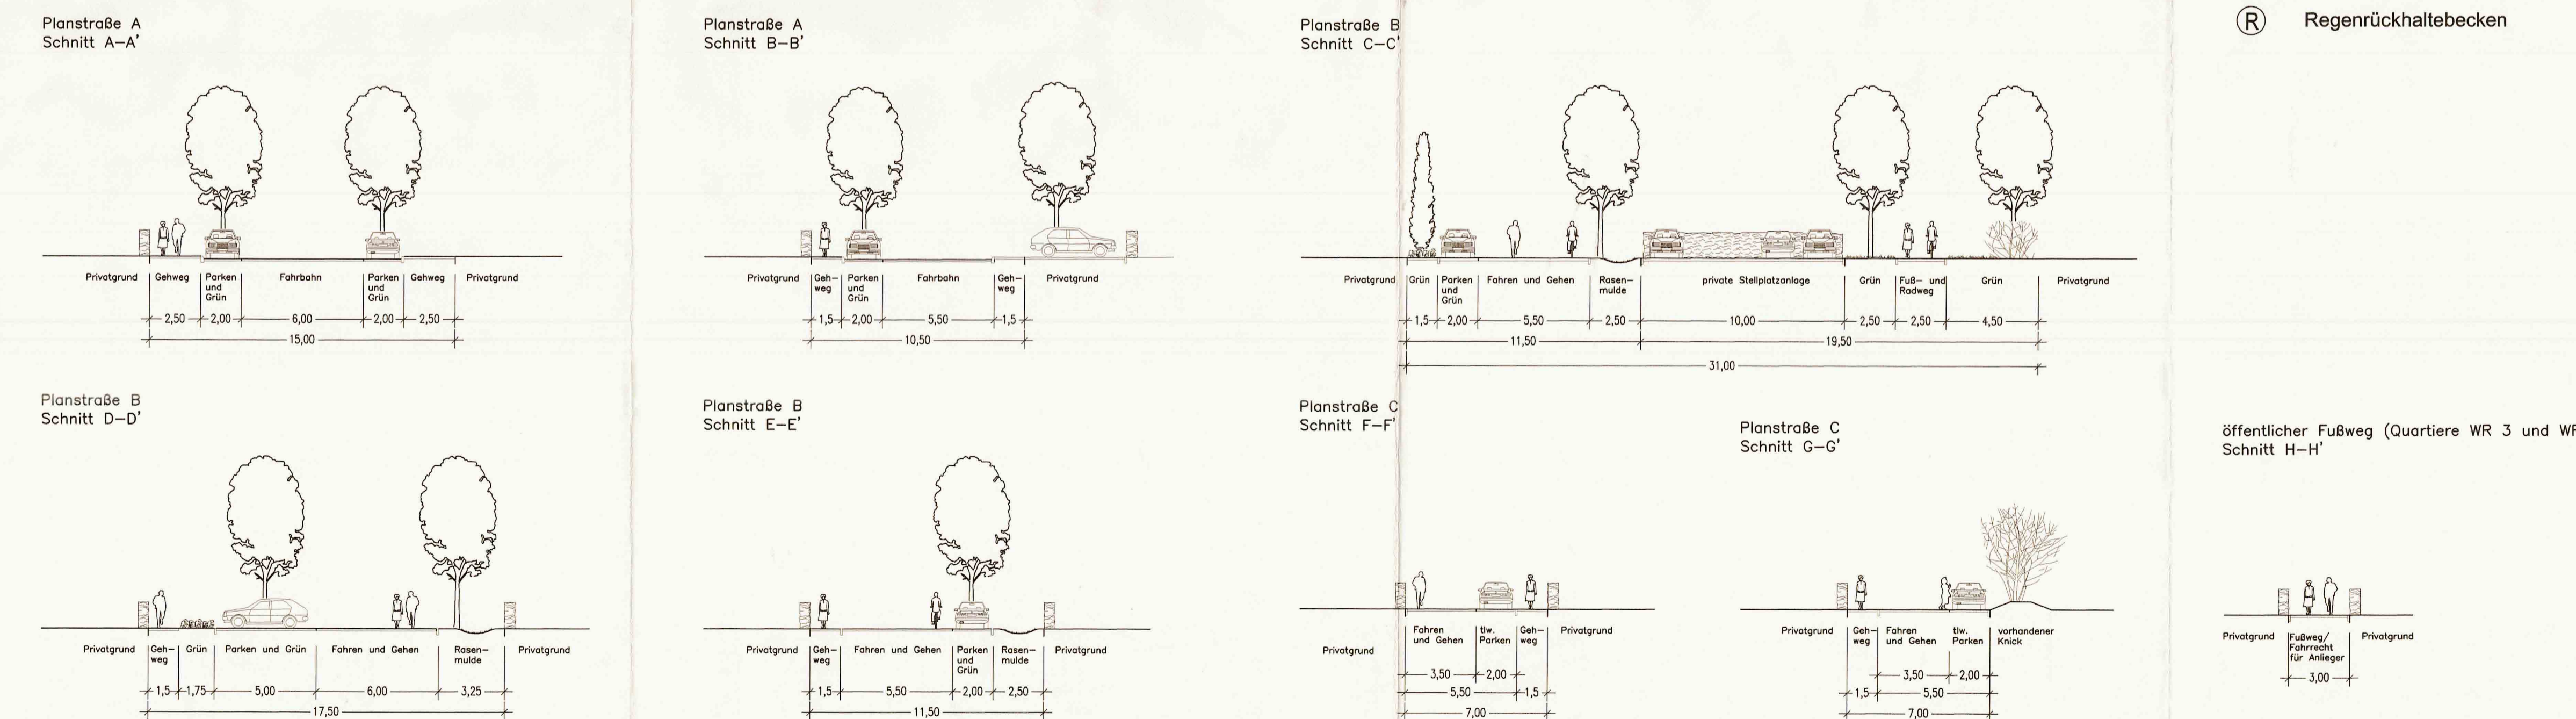 Planstraße A
Schnitt A–A'
Privatgrund Gehweg Parken und Grün Fahrbahn Parken und Grün Gehweg Privatgrund
2,50 2,00 6,00 2,00 2,50
15,00
Planstraße A
Schnitt B–B'
Privatgrund Geh-weg Parken und Grün Fahrbahn Geh-weg Privatgrund
1,5 2,00 5,50 1,5
10,50
Planstraße B
Schnitt C–C'
Privatgrund Grün Parken und Grün Fahren und Gehen Rasen-mulde private Stellplatzanlage Grün Fuß- und Radweg Grün Privatgrund
1,5 2,00 5,50 2,50 10,00 2,50 2,50 4,50
11,50 19,50
31,00
R Regenrückhaltebecken
Planstraße B
Schnitt D–D'
Privatgrund Geh-weg Grün Parken und Grün Fahren und Gehen Rasen-mulde Privatgrund
1,5 1,75 5,00 6,00 3,25
17,50
Planstraße B
Schnitt E–E'
Privatgrund Geh-weg Fahren und Gehen Parken und Grün Rasen-mulde Privatgrund
1,5 5,50 2,00 2,50
11,50
Planstraße C
Schnitt F–F'
Privatgrund Fahren und Gehen tlw. Parken Geh-weg Privatgrund
3,50 2,00
5,50 1,5
7,00
Planstraße C
Schnitt G–G'
Privatgrund Geh-weg Fahren und Gehen tlw. Parken vorhandener Knick
3,50 2,00
1,5 5,50
7,00
öffentlicher Fußweg (Quartiere WR 3 und
Schnitt H–H'
Privatgrund Fußweg/ Fahrrecht für Anlieger Privatgrund
3,00